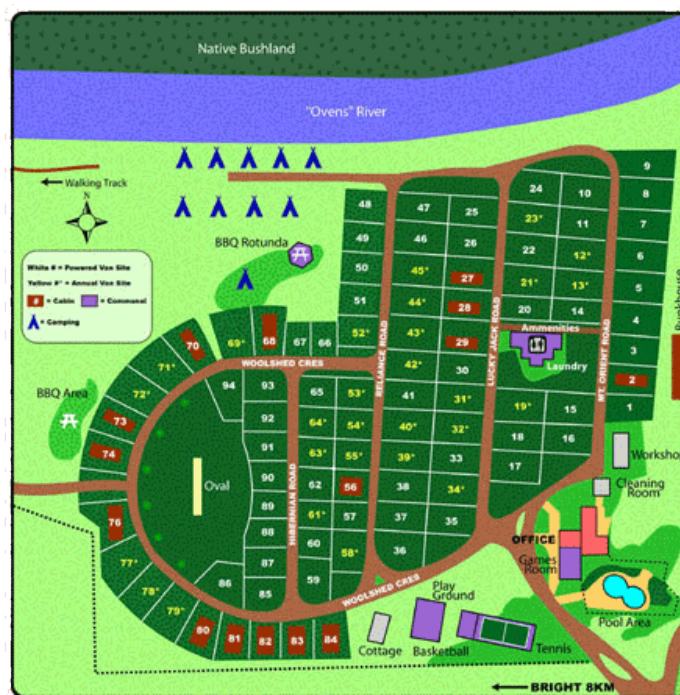 Native Bushland
"Ovens" River
Walking Track
N
White # = Powered Van Site
Yellow #* = Annual Van Site
# = Cabin
= Communal
= Camping
BBQ Rotunda
BBQ Area
Oval
WOOLSHED CRES
HIBERNIAN ROAD
RELIANCE ROAD
LUCKY JACK ROAD
MT ORIENT ROAD
WOOLSHED CRES
Ammenities
Laundry
Bunkhouse
Workshop
Cleaning
Room
OFFICE
Games
Room
Pool Area
Play
Ground
Cottage
Basketball
Tennis
BRIGHT 8KM
9
8
7
6
5
4
3
2
1
24
10
23*
11
22
12*
21*
13*
20
14
19*
15
18
16
17
47
25
46
26
45*
27
44*
28
43*
29
42*
30
41
31*
40*
32*
39*
33
38
34*
37
35
36
48
49
50
51
52*
66
67
68
69*
70
71*
72*
73
74
76
77*
78*
79*
80
81
82
83
84
94
93
92
91
90
89
88
87
86
85
65
53*
64*
54*
63*
55*
62
56
61*
57
60
58*
59